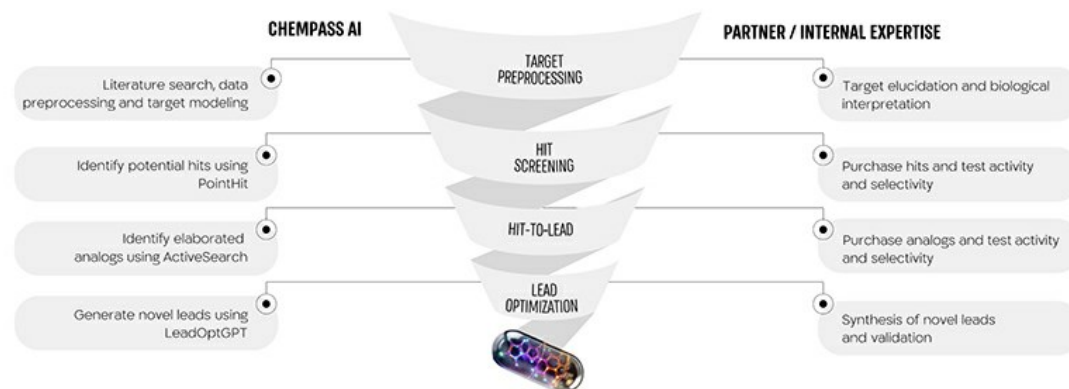 CHEMPASS AI
PARTNER / INTERNAL EXPERTISE
TARGET
PREPROCESSING
Literature search, data
preprocessing and target modeling
Target elucidation and biological
interpretation
HIT
SCREENING
Identify potential hits using
PointHit
Purchase hits and test activity
and selectivity
HIT-TO-LEAD
Identify elaborated
analogs using ActiveSearch
Purchase analogs and test activity
and selectivity
LEAD
OPTIMIZATION
Generate novel leads using
LeadOptGPT
Synthesis of novel leads
and validation